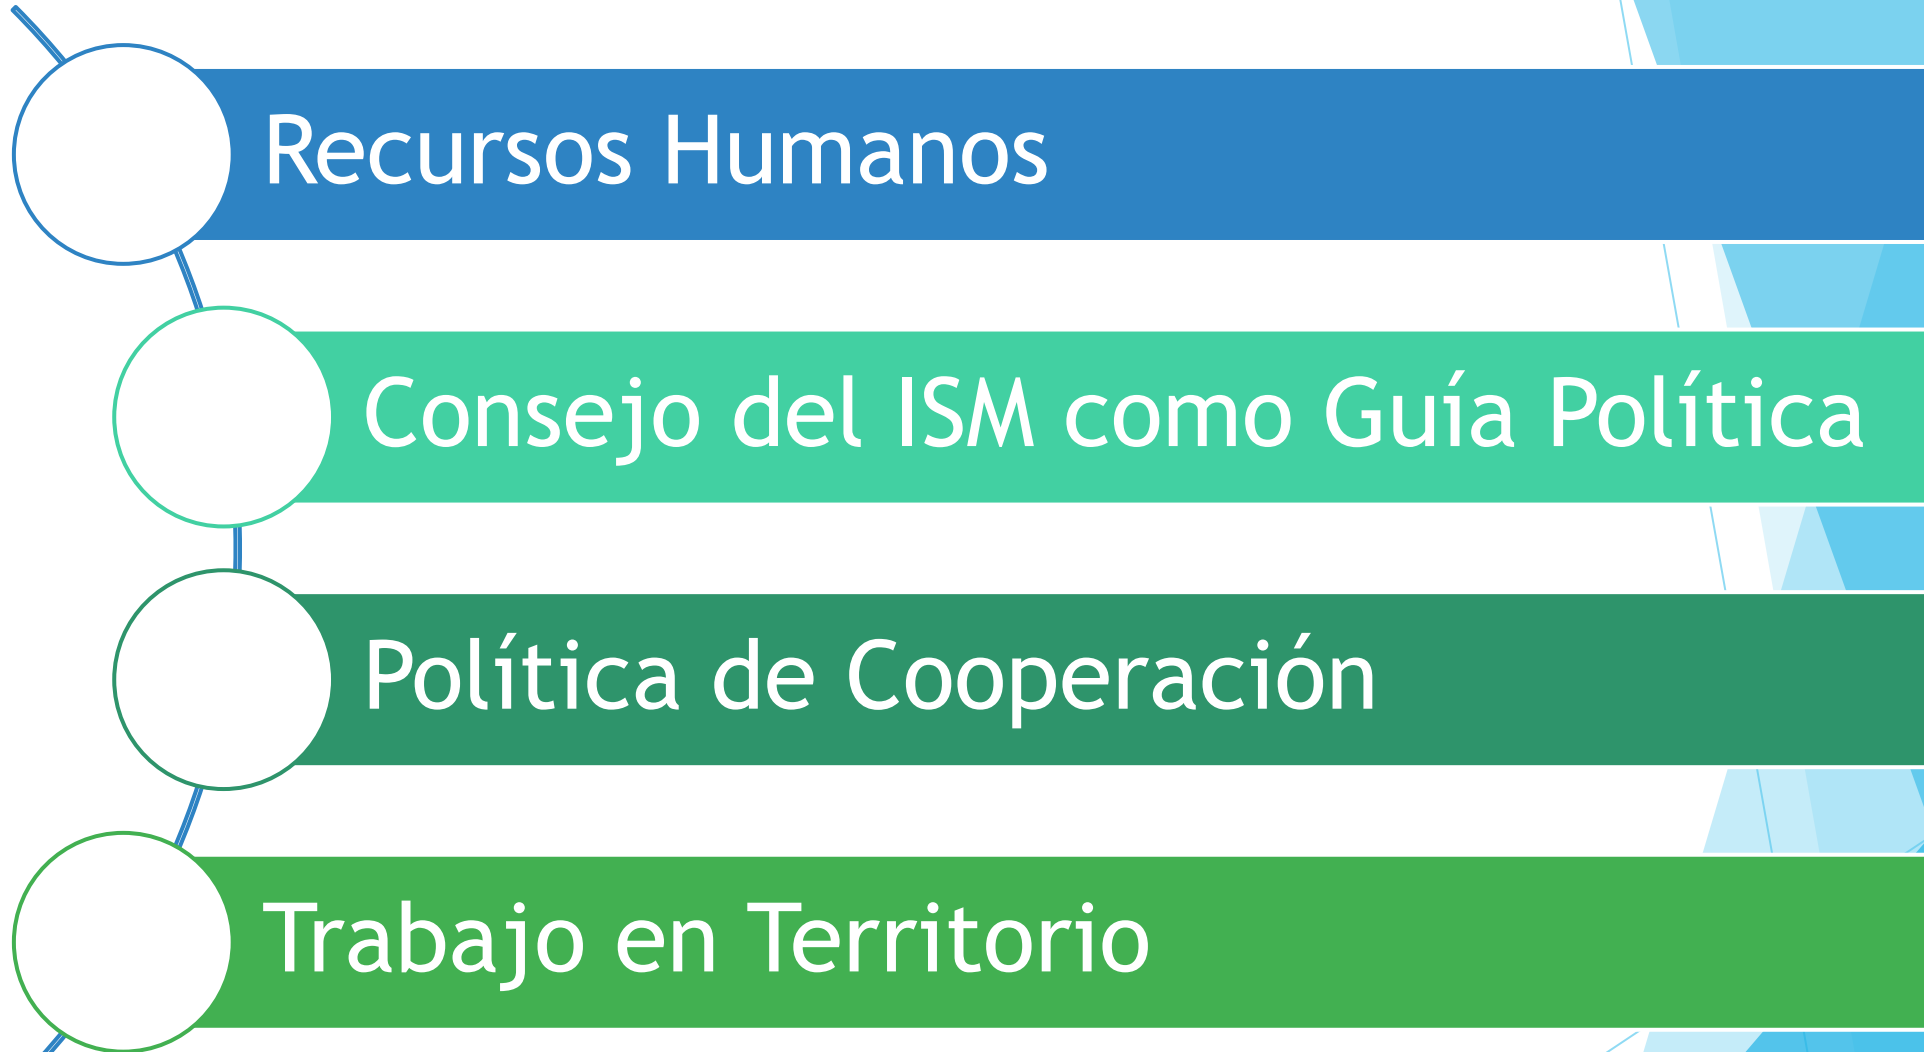 Recursos Humanos
Consejo del ISM como Guía Política
Política de Cooperación
Trabajo en Territorio